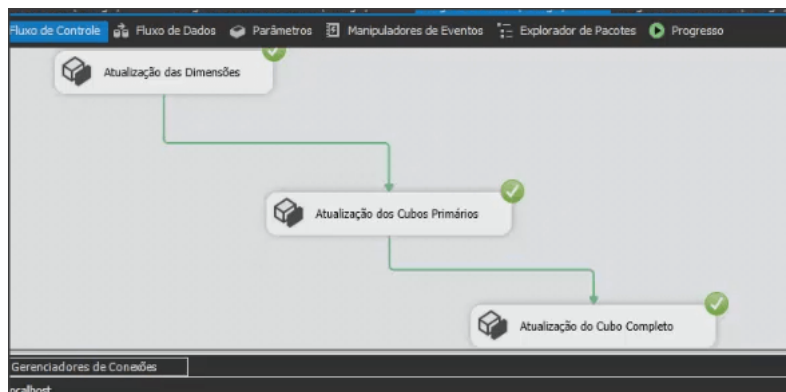 Fluxo de Controle Fluxo de Dados Parâmetros Manipuladores de Eventos Explorador de Pacotes Progresso
Atualização das Dimensões
Atualização dos Cubos Primários
Atualização do Cubo Completo
Gerenciadores de Conexões